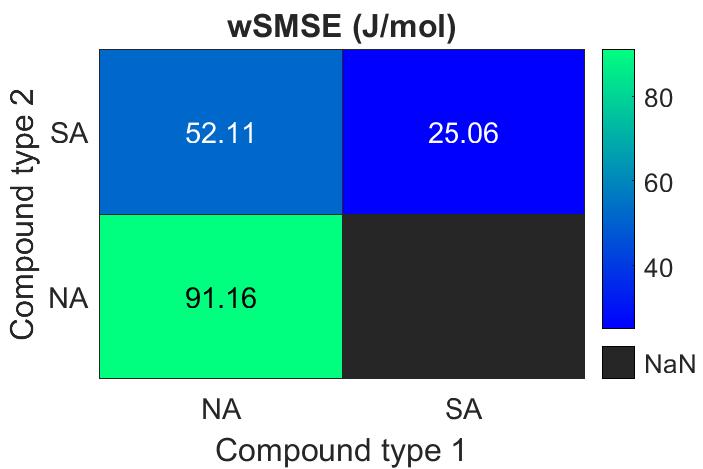 wSMSE (J/mol)
Compound type 2
SA
52.11
25.06
NA
91.16
NA
SA
Compound type 1
80
60
40
NaN